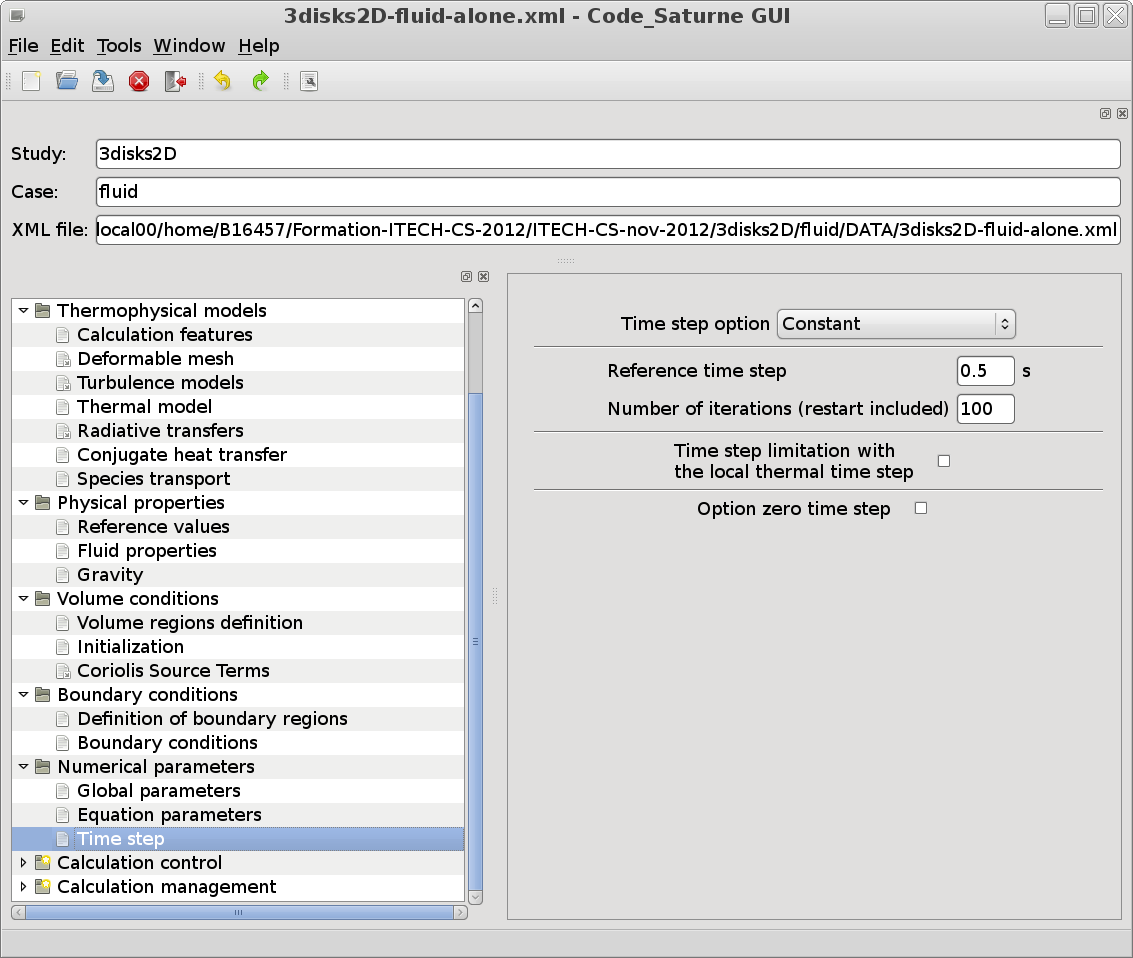 3disks2D-fluid-alone.xml - Code_Saturne GUI
File Edit Tools Window Help
Study: 3disks2D
Case: fluid
XML file: local00/home/B16457/Formation-ITECH-CS-2012/ITECH-CS-nov-2012/3disks2D/fluid/DATA/3disks2D-fluid-alone.xml
Thermophysical models
Calculation features
Deformable mesh
Turbulence models
Thermal model
Radiative transfers
Conjugate heat transfer
Species transport
Physical properties
Reference values
Fluid properties
Gravity
Volume conditions
Volume regions definition
Initialization
Coriolis Source Terms
Boundary conditions
Definition of boundary regions
Boundary conditions
Numerical parameters
Global parameters
Equation parameters
Time step
Calculation control
Calculation management
Time step option Constant
Reference time step 0.5 s
Number of iterations (restart included) 100
Time step limitation with
the local thermal time step
Option zero time step